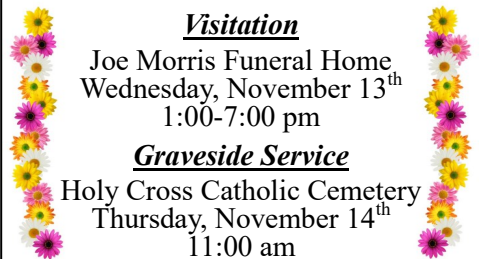 Visitation
Joe Morris Funeral Home
Wednesday, November 13th
1:00-7:00 pm
Graveside Service
Holy Cross Catholic Cemetery
Thursday, November 14th
11:00 am